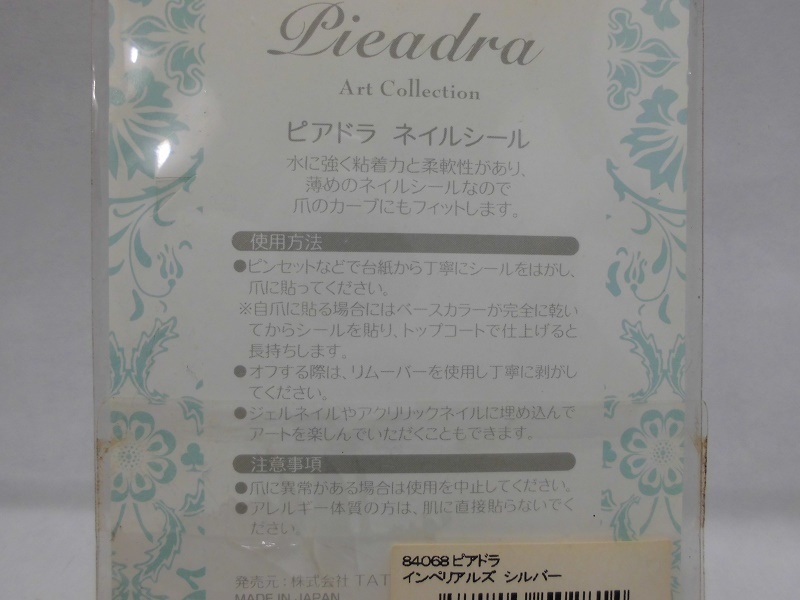 Pieadra
Art Collection
ピアドラ ネイルシール
水に強く粘着力と柔軟性があり、
薄めのネイルシールなので
爪のカーブにもフィットします。
使用方法
●ピンセットなどで台紙から丁寧にシールをはがし、
爪に貼ってください。
※自爪に貼る場合にはベースカラーが完全に乾い
てからシールを貼り、トップコートで仕上げると
長持ちします。
●オフする際は、リムーバーを使用し丁寧に剥がし
てください。
●ジェルネイルやアクリリックネイルに埋め込んで
アートを楽しんでいただくこともできます。
注意事項
●爪に異常がある場合は使用を中止してください。
●アレルギー体質の方は、肌に直接貼らないでく
ださい。
発売元:株式会社 TAT
MADE IN JAPAN
84068ピアドラ
インペリアルズ シルバー